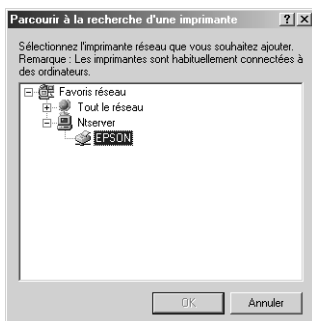 Parcourir à la recherche d'une imprimante
Sélectionnez l'imprimante réseau que vous souhaitez ajouter.
Remarque : Les imprimantes sont habituellement connectées à
des ordinateurs.
Favoris réseau
Tout le réseau
Ntserver
EPSON
OK
Annuler